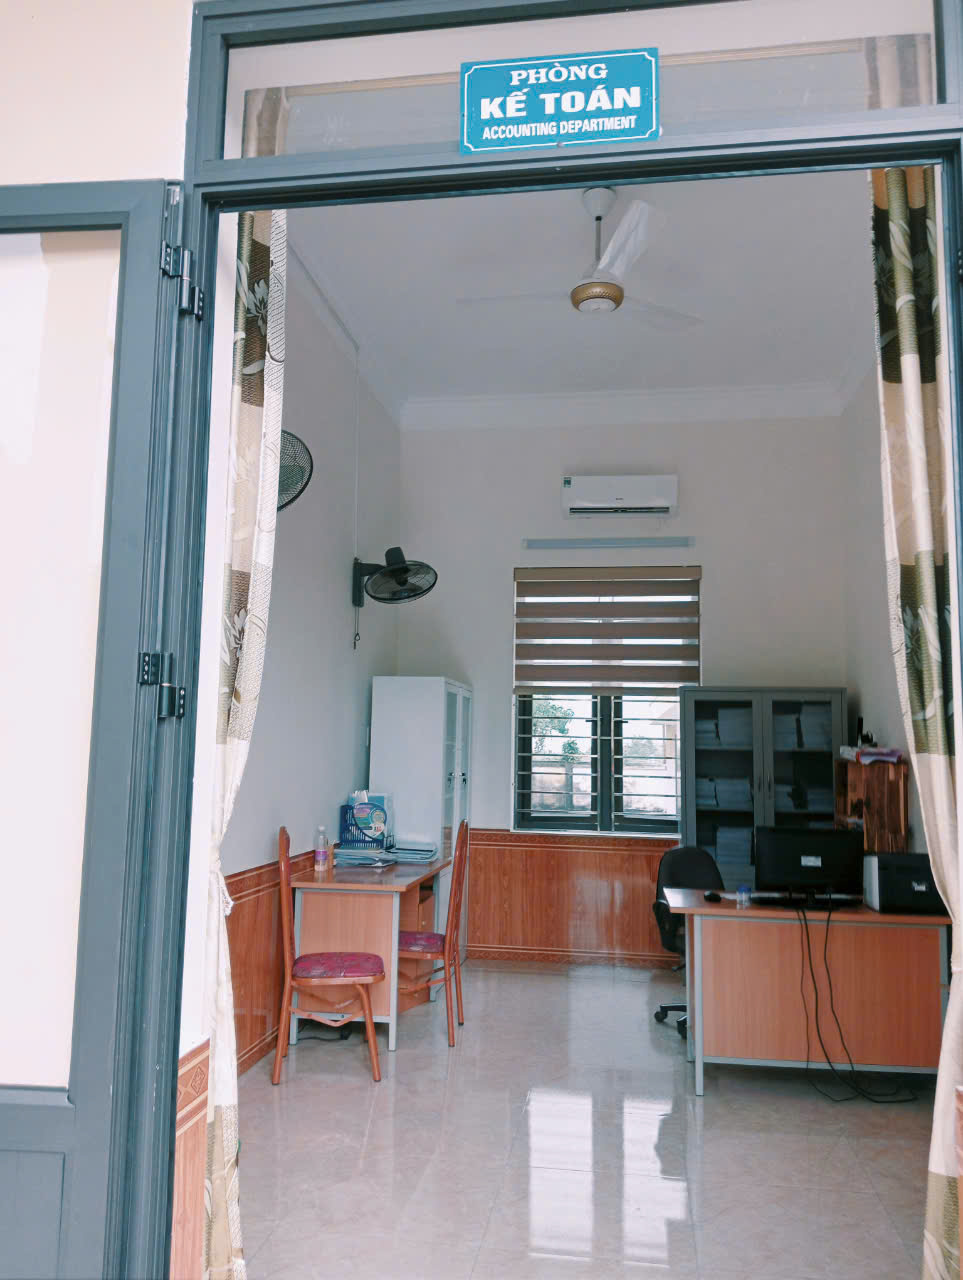 PHÒNG
KẾ TOÁN
ACCOUNTING DEPARTMENT